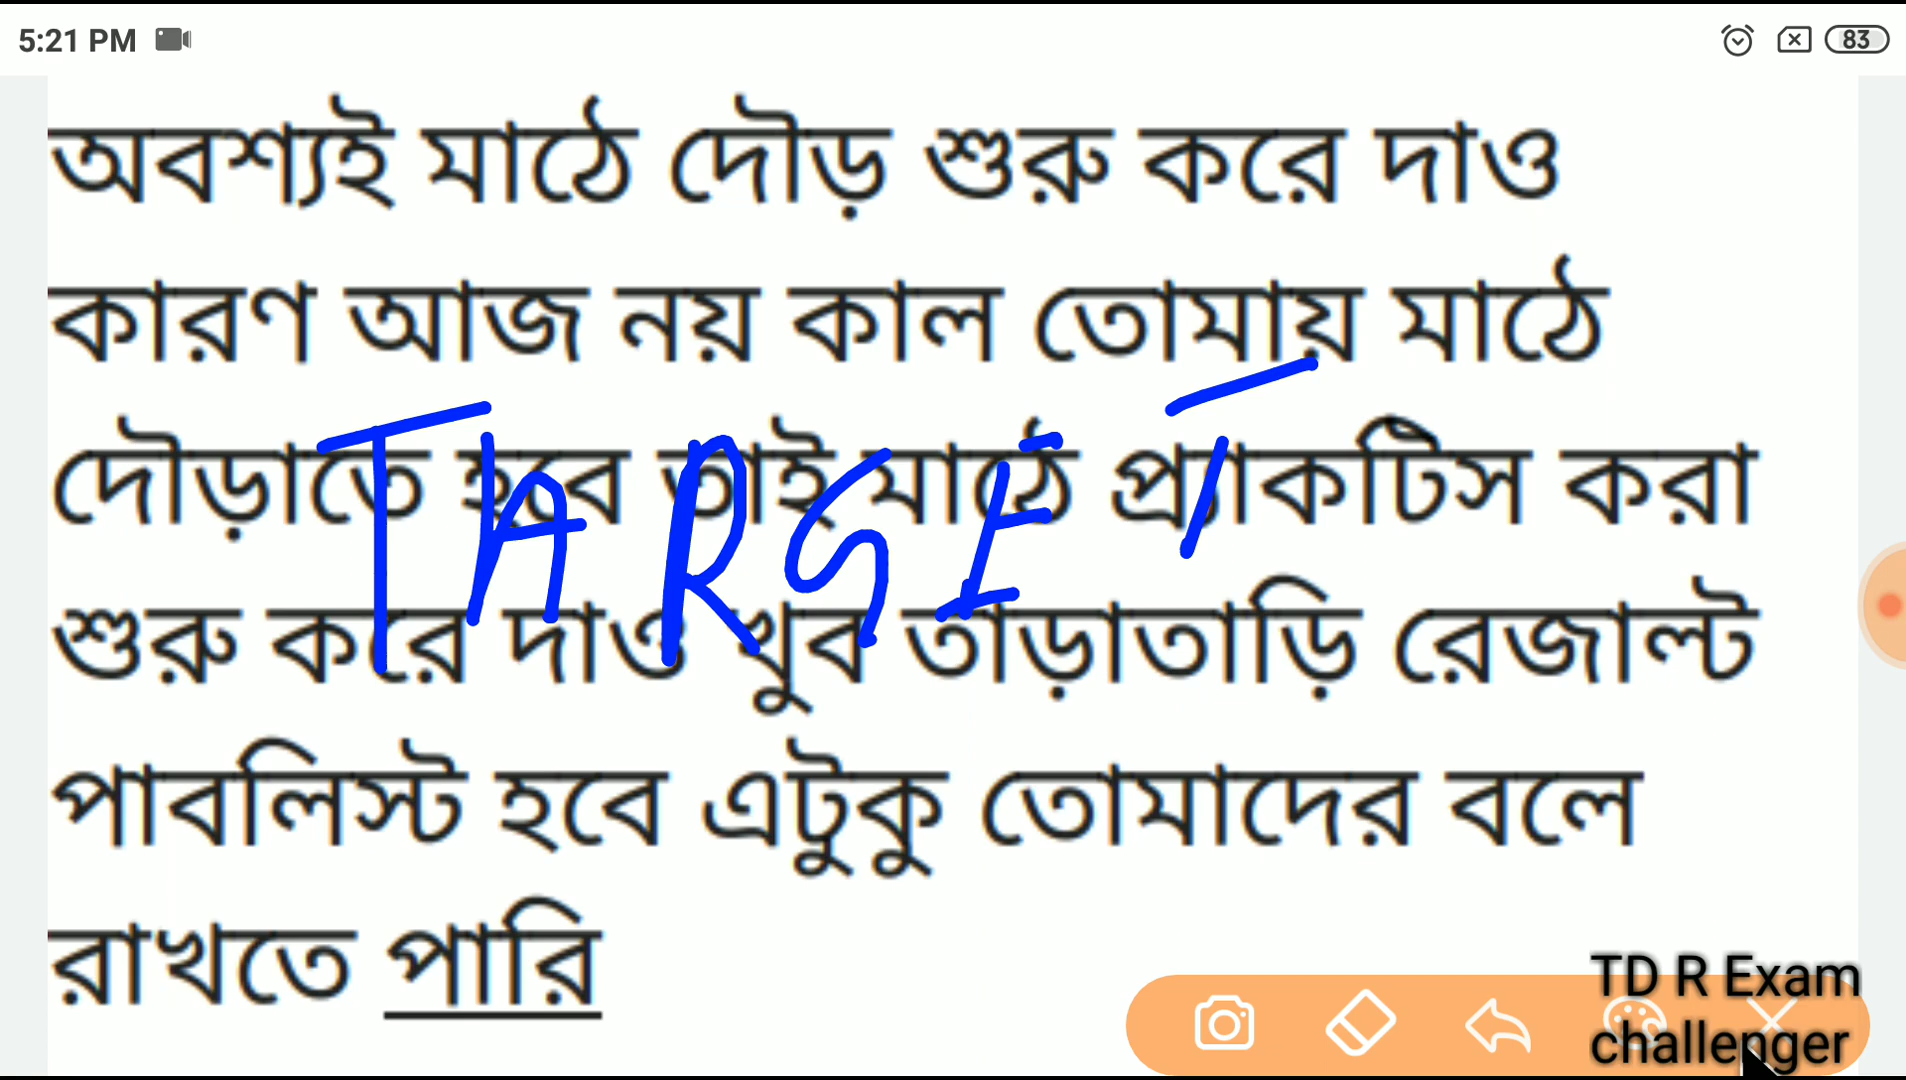 5:21 PM
83
অবশ্যই মাঠে দৌড় শুরু করে দাও
কারণ আজ নয় কাল তোমায় মাঠে
দৌড়াতে হবে তাই মাঠে প্র্যাকটিস করা
TARGET
শুরু করে দাও খুব তাড়াতাড়ি রেজাল্ট
পাবলিস্ট হবে এটুকু তোমাদের বলে
রাখতে পারি
TD R Exam
challenger